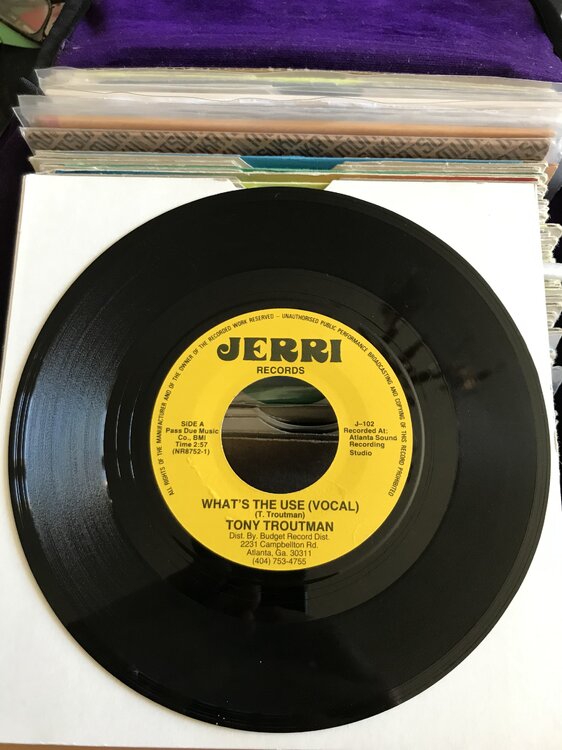 ALL RIGHTS OF THE MANUFACTURER AND OF THE OWNER OF THE RECORDED WORK RESERVED – UNAUTHORISED PUBLIC PERFORMANCE BROADCASTING AND COPYING OF THIS RECORD PROHIBITED
JERRI
RECORDS
SIDE A
Pass Due Music
Co., BMI
Time 2:57
(NR8752-1)
J-102
Recorded At:
Atlanta Sound
Recording
Studio
WHAT'S THE USE (VOCAL)
(T. Troutman)
TONY TROUTMAN
Dist. By. Budget Record Dist.
2231 Campbellton Rd.
Atlanta, Ga. 30311
(404) 753-4755